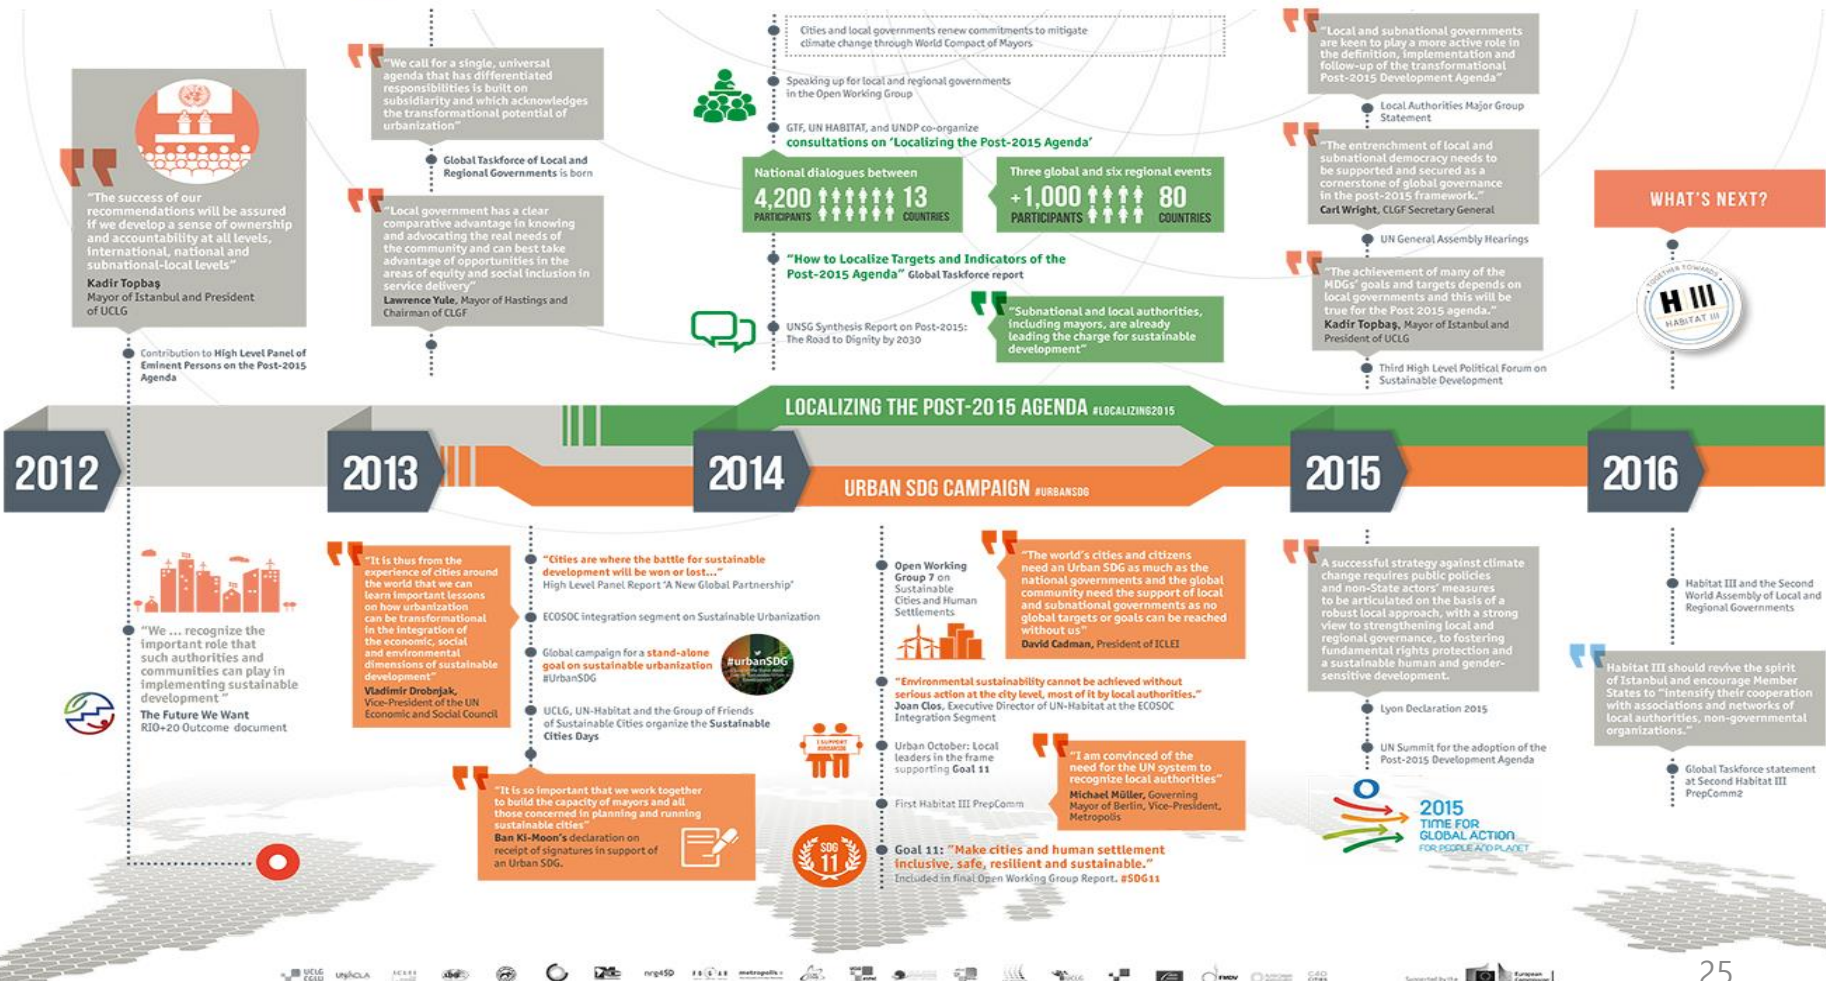 "The success of our
recommendations will be assured
if we develop a sense of ownership
and accountability at all levels,
international, national and
subnational-local levels"
Kadir Topbaş
Mayor of Istanbul and President
of UCLG
Contribution to High Level Panel of
Eminent Persons on the Post-2015
Agenda
"We call for a single, universal
agenda that has differentiated
responsibilities is built on
subsidiarity and which acknowledges
the transformational potential of
urbanization"
Global Taskforce of Local and
Regional Governments is born
"Local government has a clear
comparative advantage in knowing
and advocating the real needs of
the community and can best take
advantage of opportunities in the
areas of equity and social inclusion in
service delivery"
Lawrence Yule, Mayor of Hastings and
Chairman of CLGF
Cities and local governments renew commitments to mitigate
climate change through World Compact of Mayors
Speaking up for local and regional governments
in the Open Working Group
GTF, UN HABITAT, and UNDP co-organize
consultations on 'Localizing the Post-2015 Agenda'
National dialogues between
4,200 13
PARTICIPANTS COUNTRIES
Three global and six regional events
+1,000 80
PARTICIPANTS COUNTRIES
"How to Localize Targets and Indicators of the
Post-2015 Agenda" Global Taskforce report
UNSG Synthesis Report on Post-2015:
The Road to Dignity by 2030
"Subnational and local authorities,
including mayors, are already
leading the charge for sustainable
development"
"Local and subnational governments
are keen to play a more active role in
the definition, implementation and
follow-up of the transformational
Post-2015 Development Agenda"
Local Authorities Major Group
Statement
"The entrenchment of local and
subnational democracy needs to
be supported and secured as a
cornerstone of global governance
in the post-2015 framework."
Carl Wright, CLGF Secretary General
UN General Assembly Hearings
"The achievement of many of the
MDGs' goals and targets depends on
local governments and this will be
true for the Post 2015 agenda."
Kadir Topbaş, Mayor of Istanbul and
President of UCLG
Third High Level Political Forum on
Sustainable Development
WHAT'S NEXT?
TOGETHER TOWARDS
H III
HABITAT III
LOCALIZING THE POST-2015 AGENDA #LOCALIZING2015
2012
2013
2014
2015
2016
URBAN SDG CAMPAIGN #URBANSDG
"We ... recognize the
important role that
such authorities and
communities can play in
implementing sustainable
development "
The Future We Want
RIO+20 Outcome document
"It is thus from the
experience of cities around
the world that we can
learn important lessons
on how urbanization
can be transformational
in the integration of
the economic, social
and environmental
dimensions of sustainable
development"
Vladimir Drobnjak,
Vice-President of the UN
Economic and Social Council
"Cities are where the battle for sustainable
development will be won or lost..."
High Level Panel Report 'A New Global Partnership'
ECOSOC integration segment on Sustainable Urbanization
Global campaign for a stand-alone
goal on sustainable urbanization
#UrbanSDG
#urbanSDG
UCLG, UN-Habitat and the Group of Friends
of Sustainable Cities organize the Sustainable
Cities Days
"It is so important that we work together
to build the capacity of mayors and all
those concerned in planning and running
sustainable cities"
Ban Ki-Moon's declaration on
receipt of signatures in support of
an Urban SDG.
Open Working
Group 7 on
Sustainable
Cities and Human
Settlements
"The world's cities and citizens
need an Urban SDG as much as the
national governments and the global
community need the support of local
and subnational governments as no
global targets or goals can be reached
without us"
David Cadman, President of ICLEI
"Environmental sustainability cannot be achieved without
serious action at the city level, most of it by local authorities."
Joan Clos, Executive Director of UN-Habitat at the ECOSOC
Integration Segment
I SUPPORT
#URBANSDG
Urban October: Local
leaders in the frame
supporting Goal 11
"I am convinced of the
need for the UN system to
recognize local authorities"
Michael Müller, Governing
Mayor of Berlin, Vice-President,
Metropolis
First Habitat III PrepComm
SDG
11
Goal 11: "Make cities and human settlement
inclusive, safe, resilient and sustainable."
Included in final Open Working Group Report. #SDG11
A successful strategy against climate
change requires public policies
and non-State actors' measures
to be articulated on the basis of a
robust local approach, with a strong
view to strengthening local and
regional governance, to fostering
fundamental rights protection and
a sustainable human and gender-
sensitive development.
Lyon Declaration 2015
UN Summit for the adoption of the
Post-2015 Development Agenda
2015
TIME FOR
GLOBAL ACTION
FOR PEOPLE AND PLANET
Habitat III and the Second
World Assembly of Local and
Regional Governments
Habitat III should revive the spirit
of Istanbul and encourage Member
States to "intensify their cooperation
with associations and networks of
local authorities, non-governmental
organizations."
Global Taskforce statement
at Second Habitat III
PrepComm2
UCLG
CGLU
UNACLA
nrg4SD
metropolis
UCLG
FMDV
C40
CITIES
Supported by the
European
25